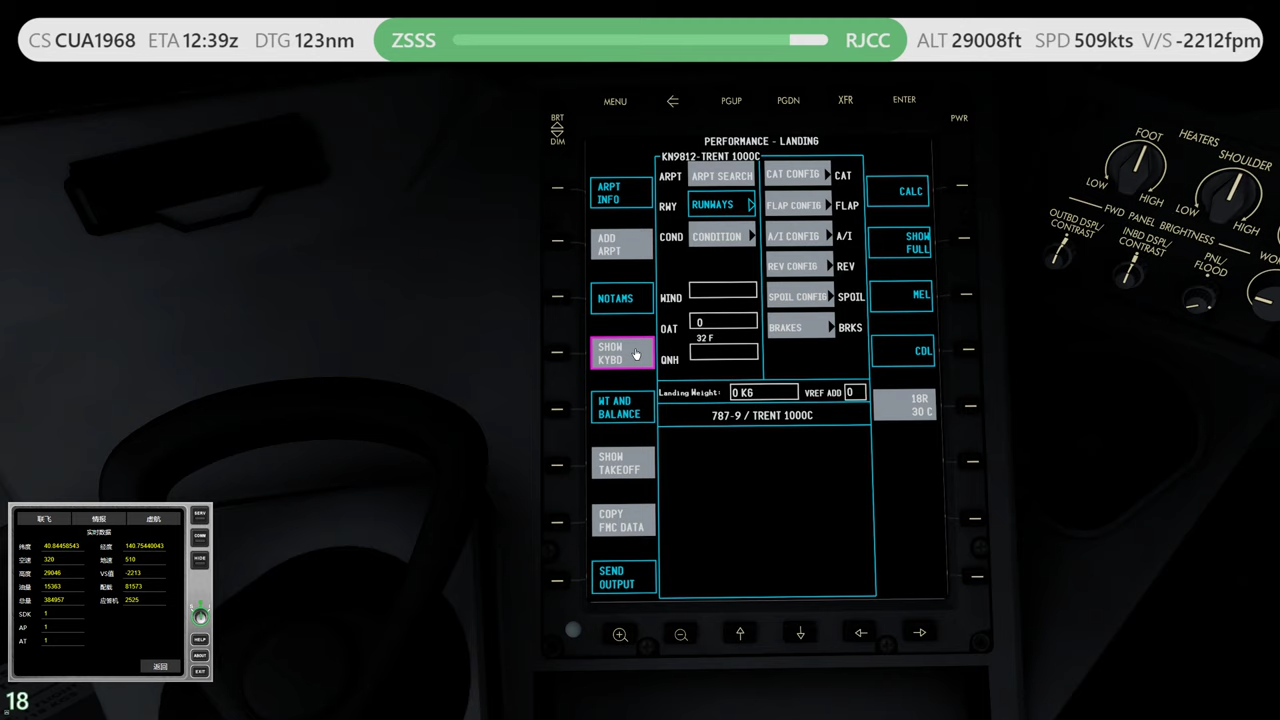 CS CUA1968 ETA 12:39z DTG 123nm ZSSS RJCC ALT 29008ft SPD 509kts V/S -2212fpm
MENU PGUP PGDN XFR ENTER
BRT
DIM
PWR
PERFORMANCE - LANDING
KN9812-TRENT 1000C
ARPT INFO
ADD ARPT
NOTAMS
SHOW KYBD
WT AND BALANCE
SHOW TAKEOFF
COPY FMC DATA
SEND OUTPUT
ARPT ARPT SEARCH
RWY RUNWAYS
COND CONDITION
WIND
OAT 0
32 F
QNH
CAT CONFIG CAT
FLAP CONFIG FLAP
A/I CONFIG A/I
REV CONFIG REV
SPOIL CONFIG SPOIL
BRAKES BRKS
Landing Weight: 0 KG VREF ADD 0
787-9 / TRENT 1000C
CALC
SHOW FULL
MEL
CDL
18R
30 C
FOOT
HEATERS
SHOULDER
LOW HIGH
LOW HIGH
FWD PANEL BRIGHTNESS
OUTBD DSPL/
CONTRAST
INBD DSPL/
CONTRAST
PNL/
FLOOD
联飞 情报 虚航
实时数据
纬度 40.84458543 经度 140.75440043
空速 320 地速 510
高度 29046 VS值 -2213
油量 15363 配载 81573
总量 384957 应答机 2525
SDK 1
AP 1
AT 1
返回
SERV
COMM
HIDE
HELP
ABOUT
EXIT
18